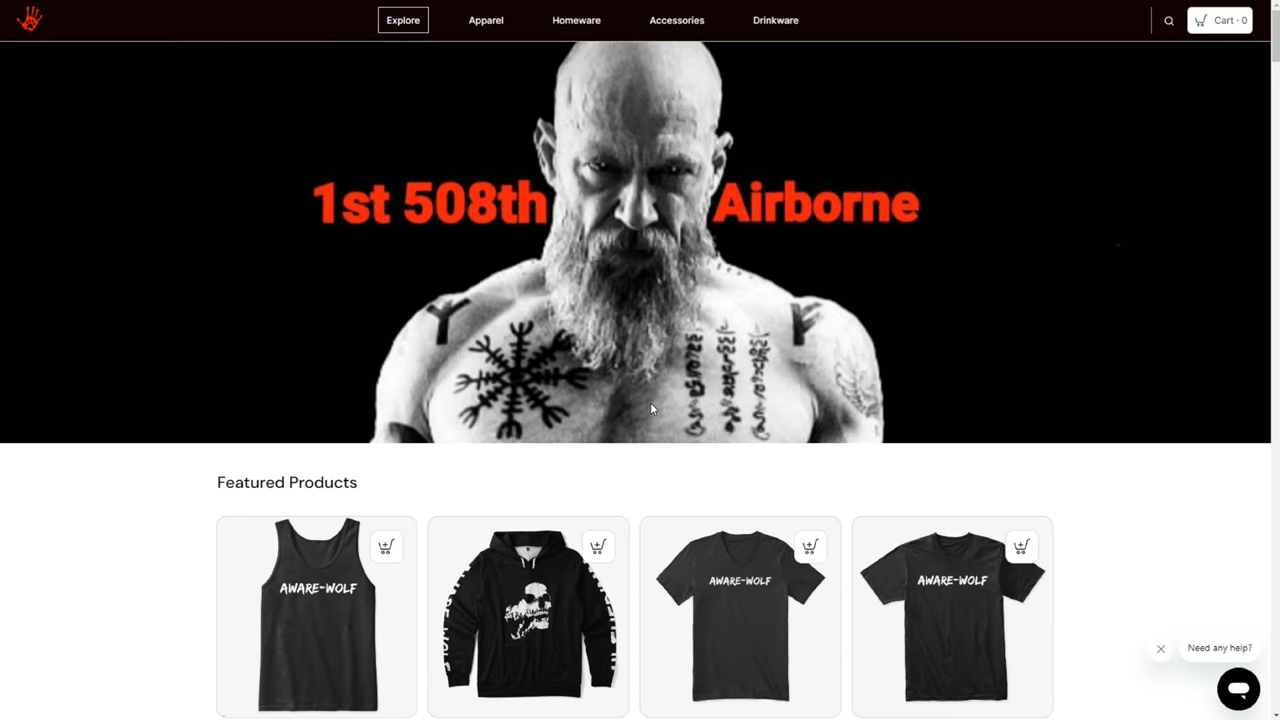 Explore
Apparel
Homeware
Accessories
Drinkware
Cart · 0
1st 508th Airborne
Featured Products
AWARE-WOLF
AWARE-WOLF
AWARE-WOLF
Need any help?